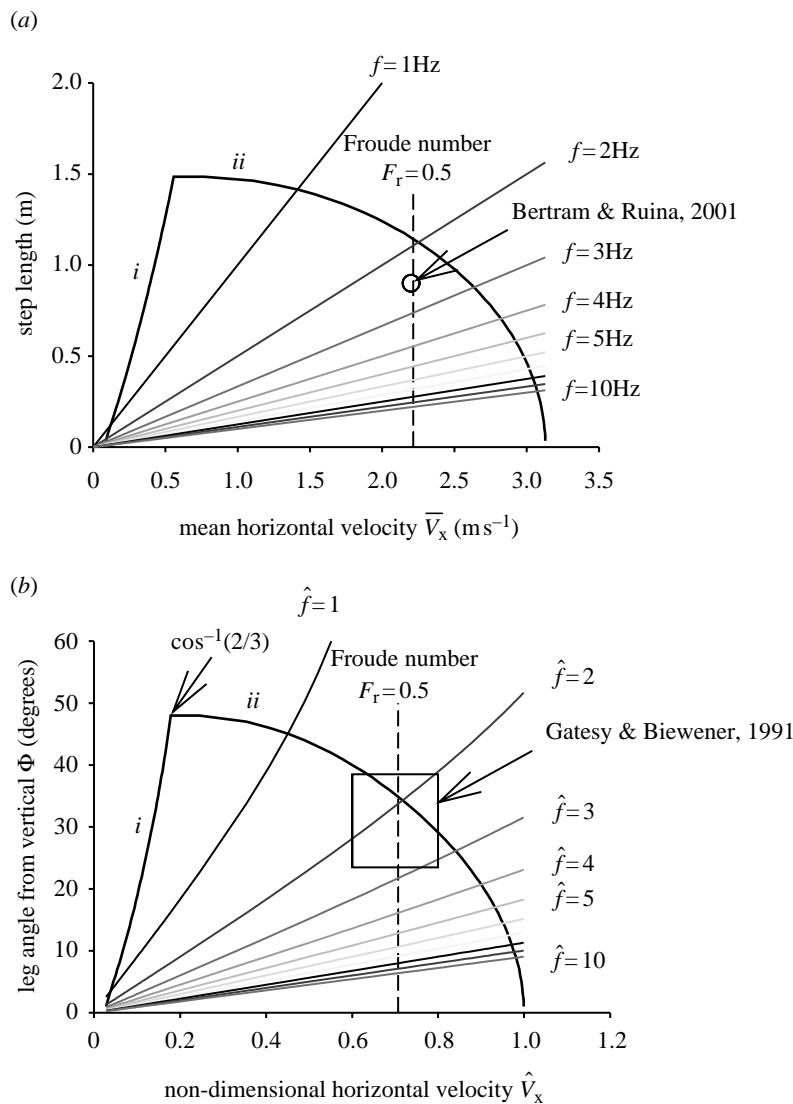 (a)
f=1Hz
2.0
Froude number
Fr=0.5
f=2Hz
ii
1.5
Bertram & Ruina, 2001
step length (m)
i
1.0
f=3Hz
f=4Hz
0.5
f=5Hz
f=10Hz
0
0 0.5 1.0 1.5 2.0 2.5 3.0 3.5
mean horizontal velocity V̅x (m s−1)
(b)
f̂=1
60
cos−1(2/3)
Froude number
Fr=0.5
f̂=2
50
ii
Gatesy & Biewener, 1991
leg angle from vertical Φ (degrees)
40
i
30
f̂=3
20
f̂=4
f̂=5
10
f̂=10
0
0 0.2 0.4 0.6 0.8 1.0 1.2
non-dimensional horizontal velocity V̂x